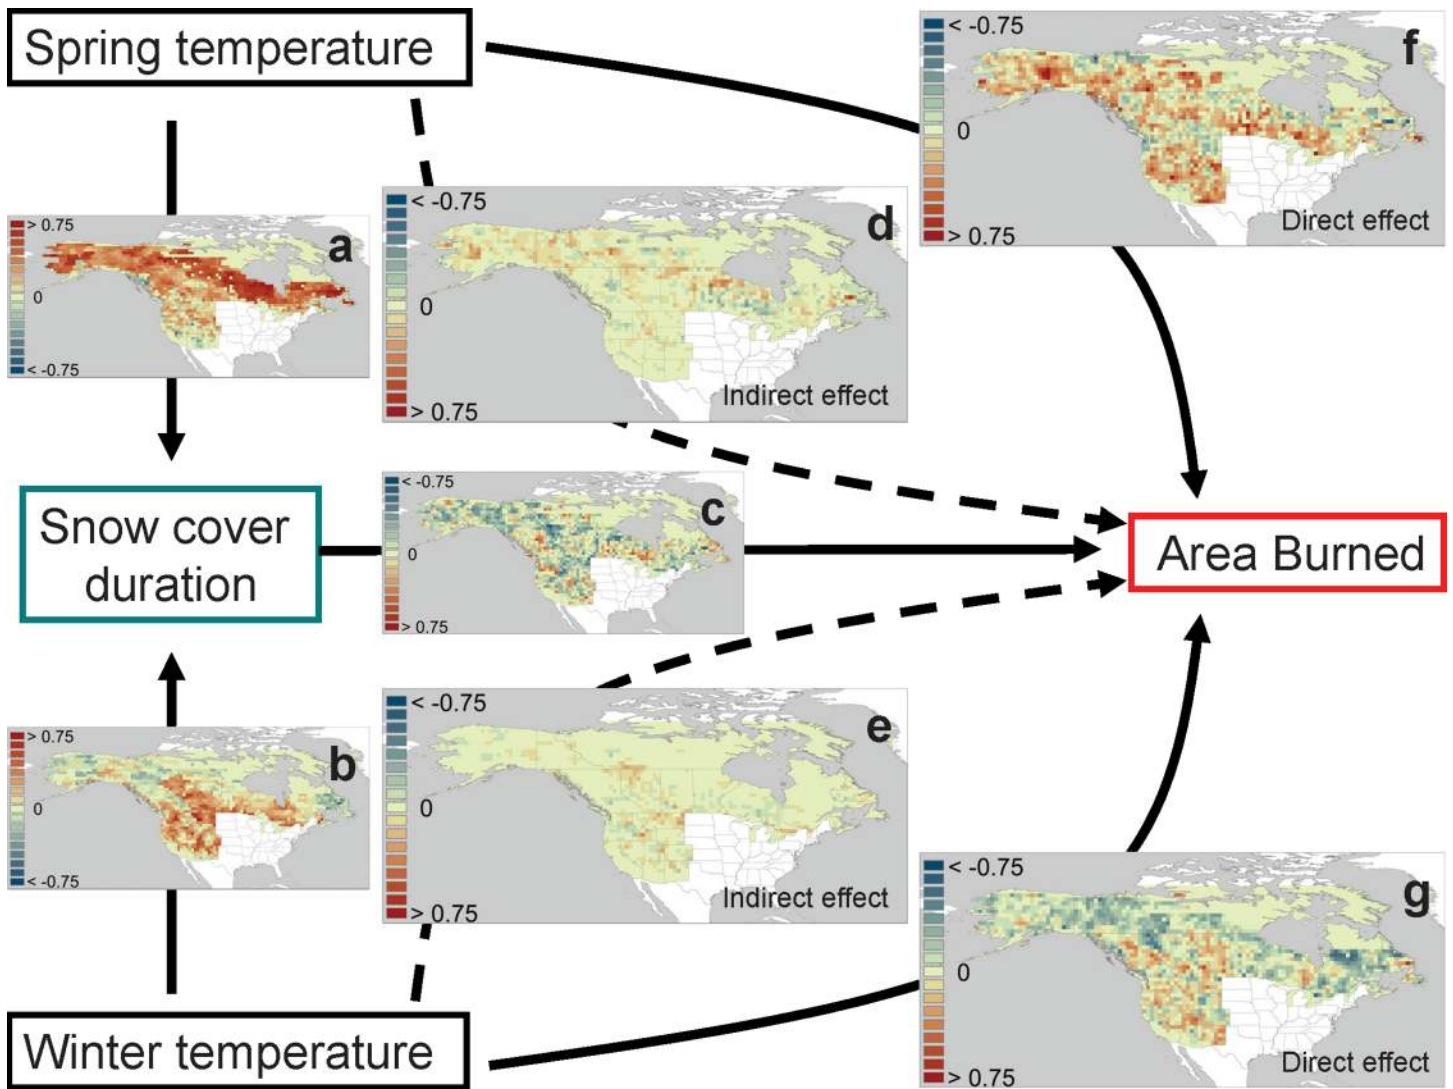 Spring temperature
< -0.75
f
0
Direct effect
> 0.75
> 0.75
a
0
< -0.75
< -0.75
d
0
Indirect effect
> 0.75
Snow cover
duration
< -0.75
c
0
> 0.75
Area Burned
> 0.75
b
0
< -0.75
< -0.75
e
0
Indirect effect
> 0.75
< -0.75
g
0
Direct effect
> 0.75
Winter temperature